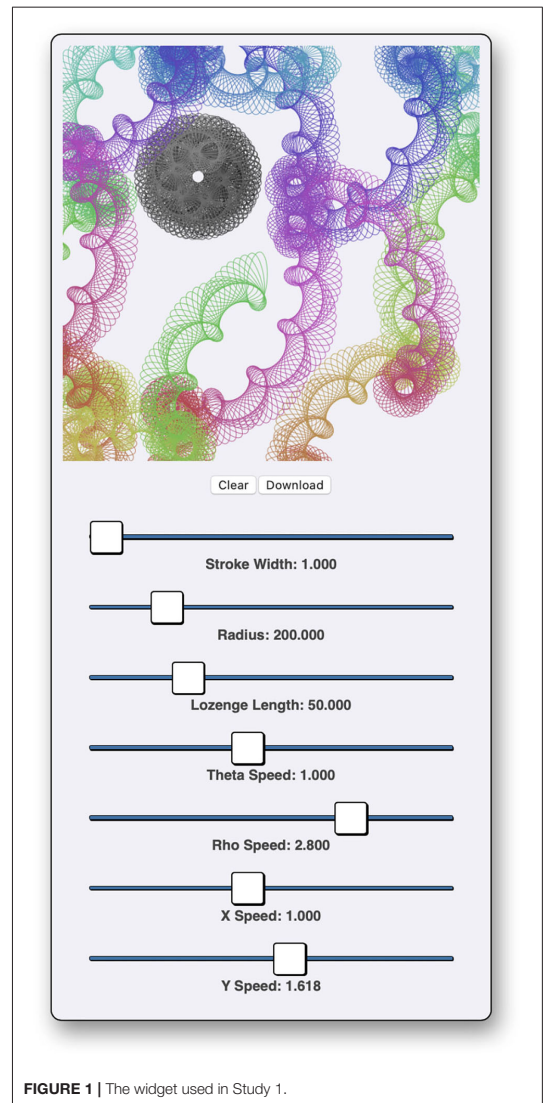 Clear Download
Stroke Width: 1.000
Radius: 200.000
Lozenge Length: 50.000
Theta Speed: 1.000
Rho Speed: 2.800
X Speed: 1.000
Y Speed: 1.618
FIGURE 1 | The widget used in Study 1.